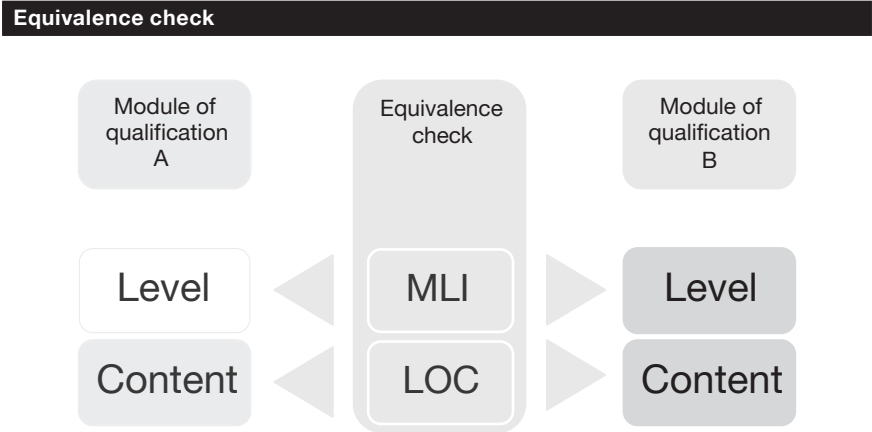 Equivalence check
Module of
qualification
A
Equivalence
check
Module of
qualification
B
Level
MLI
Level
Content
LOC
Content